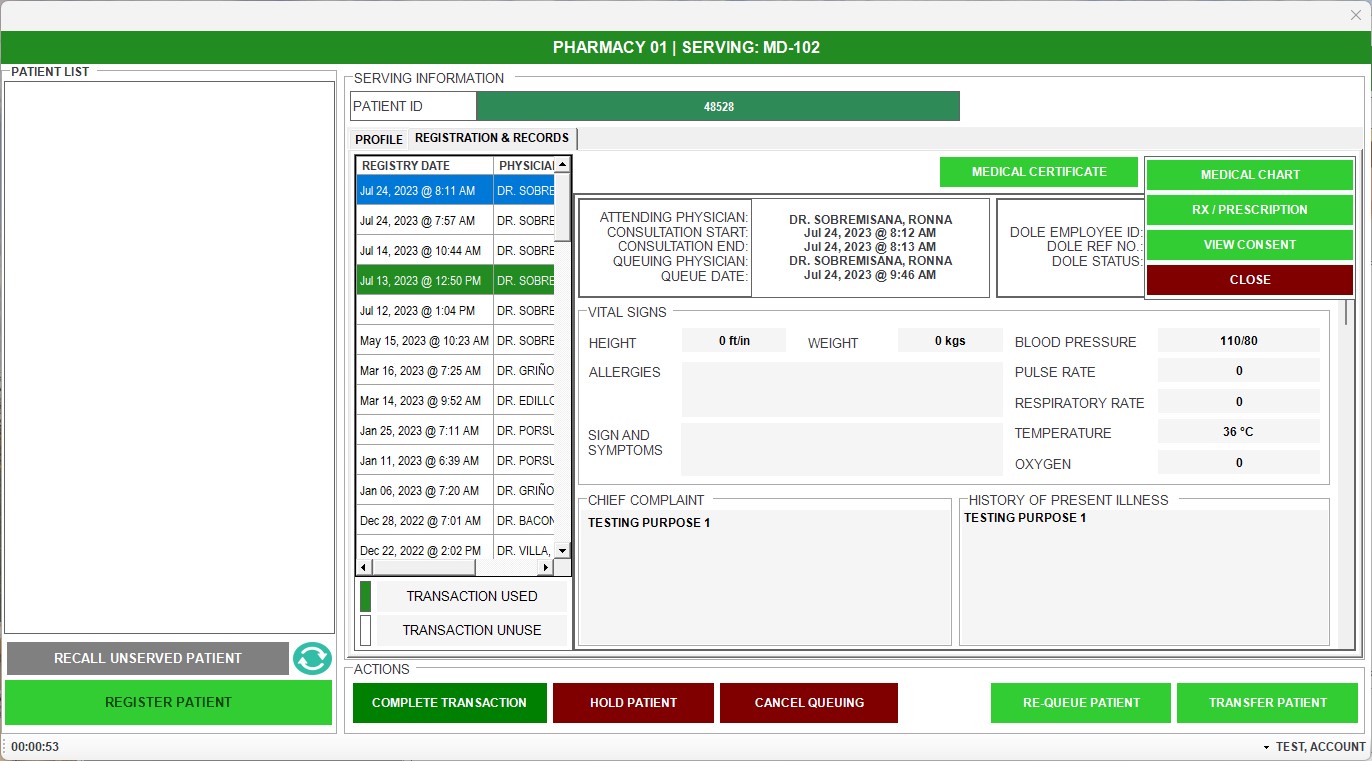 PHARMACY 01 | SERVING: MD-102
PATIENT LIST
RECALL UNSERVED PATIENT
REGISTER PATIENT
SERVING INFORMATION
PATIENT ID 48528
PROFILE REGISTRATION & RECORDS
REGISTRY DATE PHYSICIA
Jul 24, 2023 @ 8:11 AM DR. SOBRE
Jul 24, 2023 @ 7:57 AM DR. SOBRE
Jul 14, 2023 @ 10:44 AM DR. SOBRE
Jul 13, 2023 @ 12:50 PM DR. SOBRE
Jul 12, 2023 @ 1:04 PM DR. SOBRE
May 15, 2023 @ 10:23 AM DR. SOBRE
Mar 16, 2023 @ 7:25 AM DR. GRIÑO
Mar 14, 2023 @ 9:52 AM DR. EDILLO
Jan 25, 2023 @ 7:11 AM DR. PORSU
Jan 11, 2023 @ 6:39 AM DR. PORSU
Jan 06, 2023 @ 7:20 AM DR. GRIÑO
Dec 28, 2022 @ 7:01 AM DR. BACON
Dec 22, 2022 @ 2:02 PM DR. VILLA,
TRANSACTION USED
TRANSACTION UNUSE
MEDICAL CERTIFICATE
MEDICAL CHART
RX / PRESCRIPTION
VIEW CONSENT
CLOSE
ATTENDING PHYSICIAN: DR. SOBREMISANA, RONNA
CONSULTATION START: Jul 24, 2023 @ 8:12 AM
CONSULTATION END: Jul 24, 2023 @ 8:13 AM
QUEUING PHYSICIAN: DR. SOBREMISANA, RONNA
QUEUE DATE: Jul 24, 2023 @ 9:46 AM
DOLE EMPLOYEE ID:
DOLE REF NO.:
DOLE STATUS:
VITAL SIGNS
HEIGHT 0 ft/in WEIGHT 0 kgs
ALLERGIES
SIGN AND
SYMPTOMS
BLOOD PRESSURE 110/80
PULSE RATE 0
RESPIRATORY RATE 0
TEMPERATURE 36 °C
OXYGEN 0
CHIEF COMPLAINT
TESTING PURPOSE 1
HISTORY OF PRESENT ILLNESS
TESTING PURPOSE 1
ACTIONS
COMPLETE TRANSACTION HOLD PATIENT CANCEL QUEUING RE-QUEUE PATIENT TRANSFER PATIENT
00:00:53 TEST, ACCOUNT